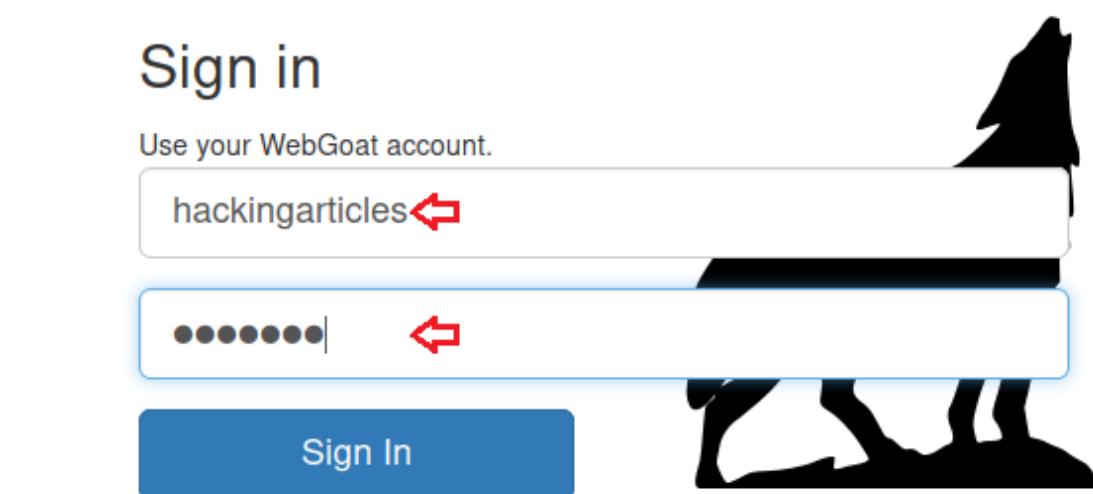 Sign in
Use your WebGoat account.
hackingarticles
●●●●●●●
Sign In